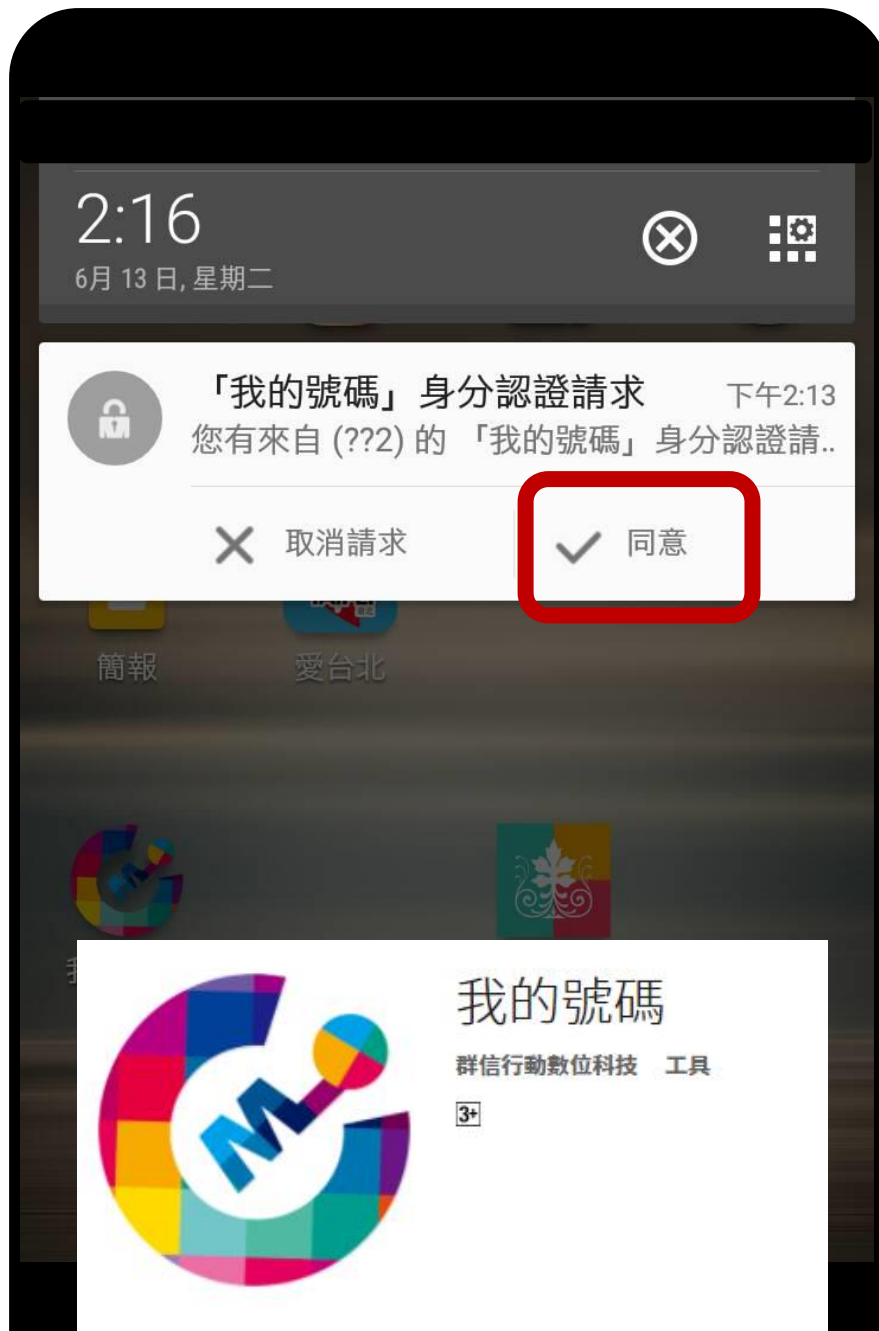 2:16
6月 13 日, 星期二
「我的號碼」身分認證請求 下午2:13
您有來自 (??2) 的 「我的號碼」身分認證請..
取消請求 同意
簡報 愛台北
我的號碼
群信行動數位科技 工具
3+